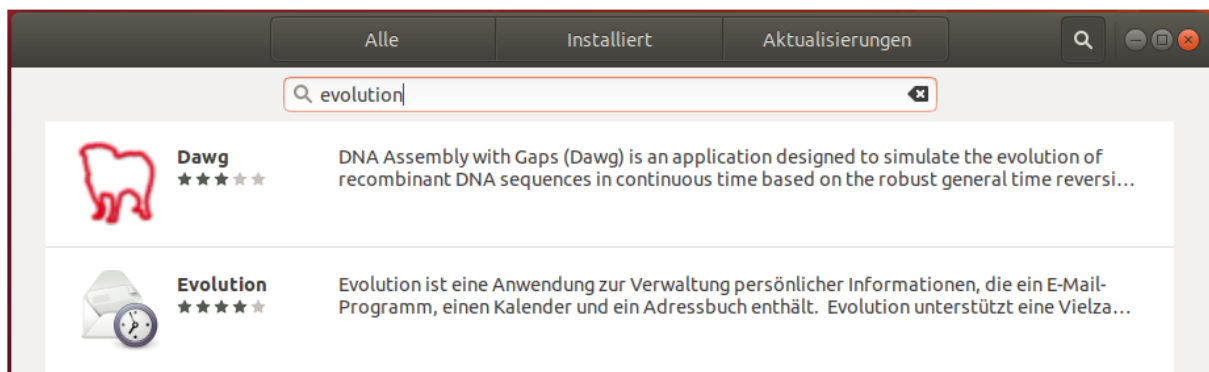 Alle Installiert Aktualisierungen
evolution
Dawg
DNA Assembly with Gaps (Dawg) is an application designed to simulate the evolution of
recombinant DNA sequences in continuous time based on the robust general time reversi…
Evolution
Evolution ist eine Anwendung zur Verwaltung persönlicher Informationen, die ein E-Mail-
Programm, einen Kalender und ein Adressbuch enthält.  Evolution unterstützt eine Vielza…